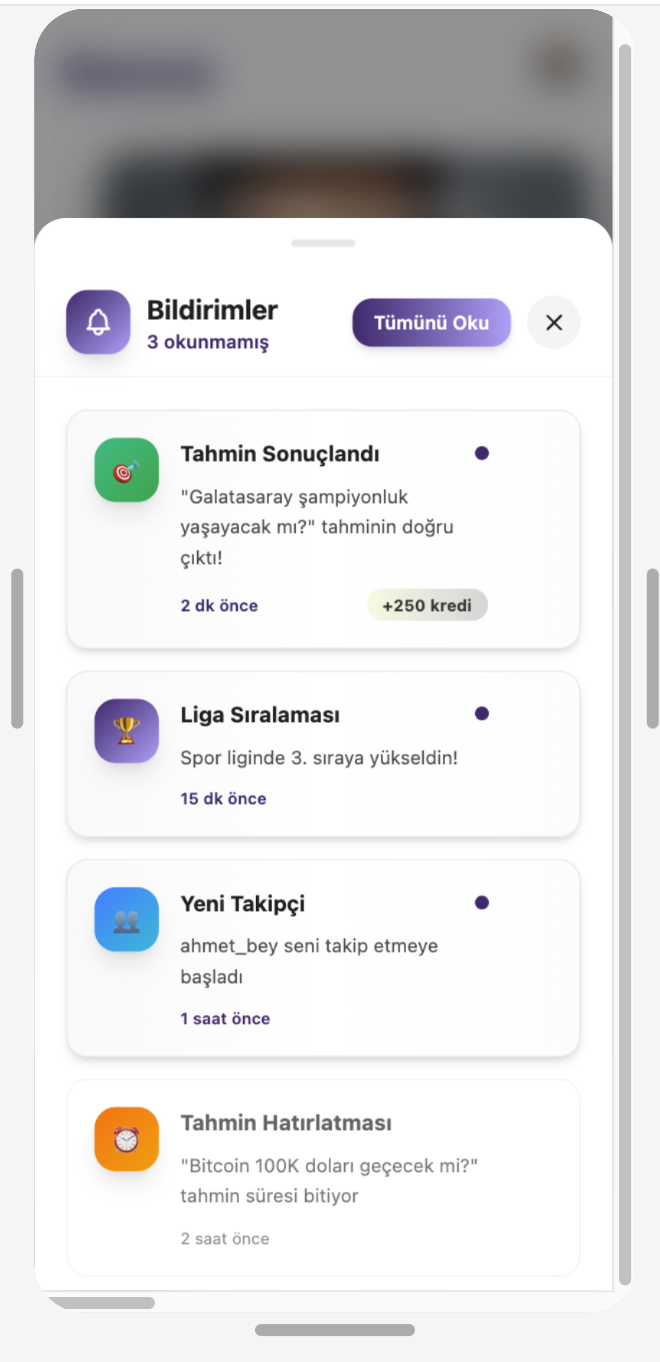 Bildirimler
3 okunmamış
Tümünü Oku
Tahmin Sonuçlandı
"Galatasaray şampiyonluk
yaşayacak mı?" tahminin doğru
çıktı!
2 dk önce
+250 kredi
Liga Sıralaması
Spor liginde 3. sıraya yükseldin!
15 dk önce
Yeni Takipçi
ahmet_bey seni takip etmeye
başladı
1 saat önce
Tahmin Hatırlatması
"Bitcoin 100K doları geçecek mi?"
tahmin süresi bitiyor
2 saat önce